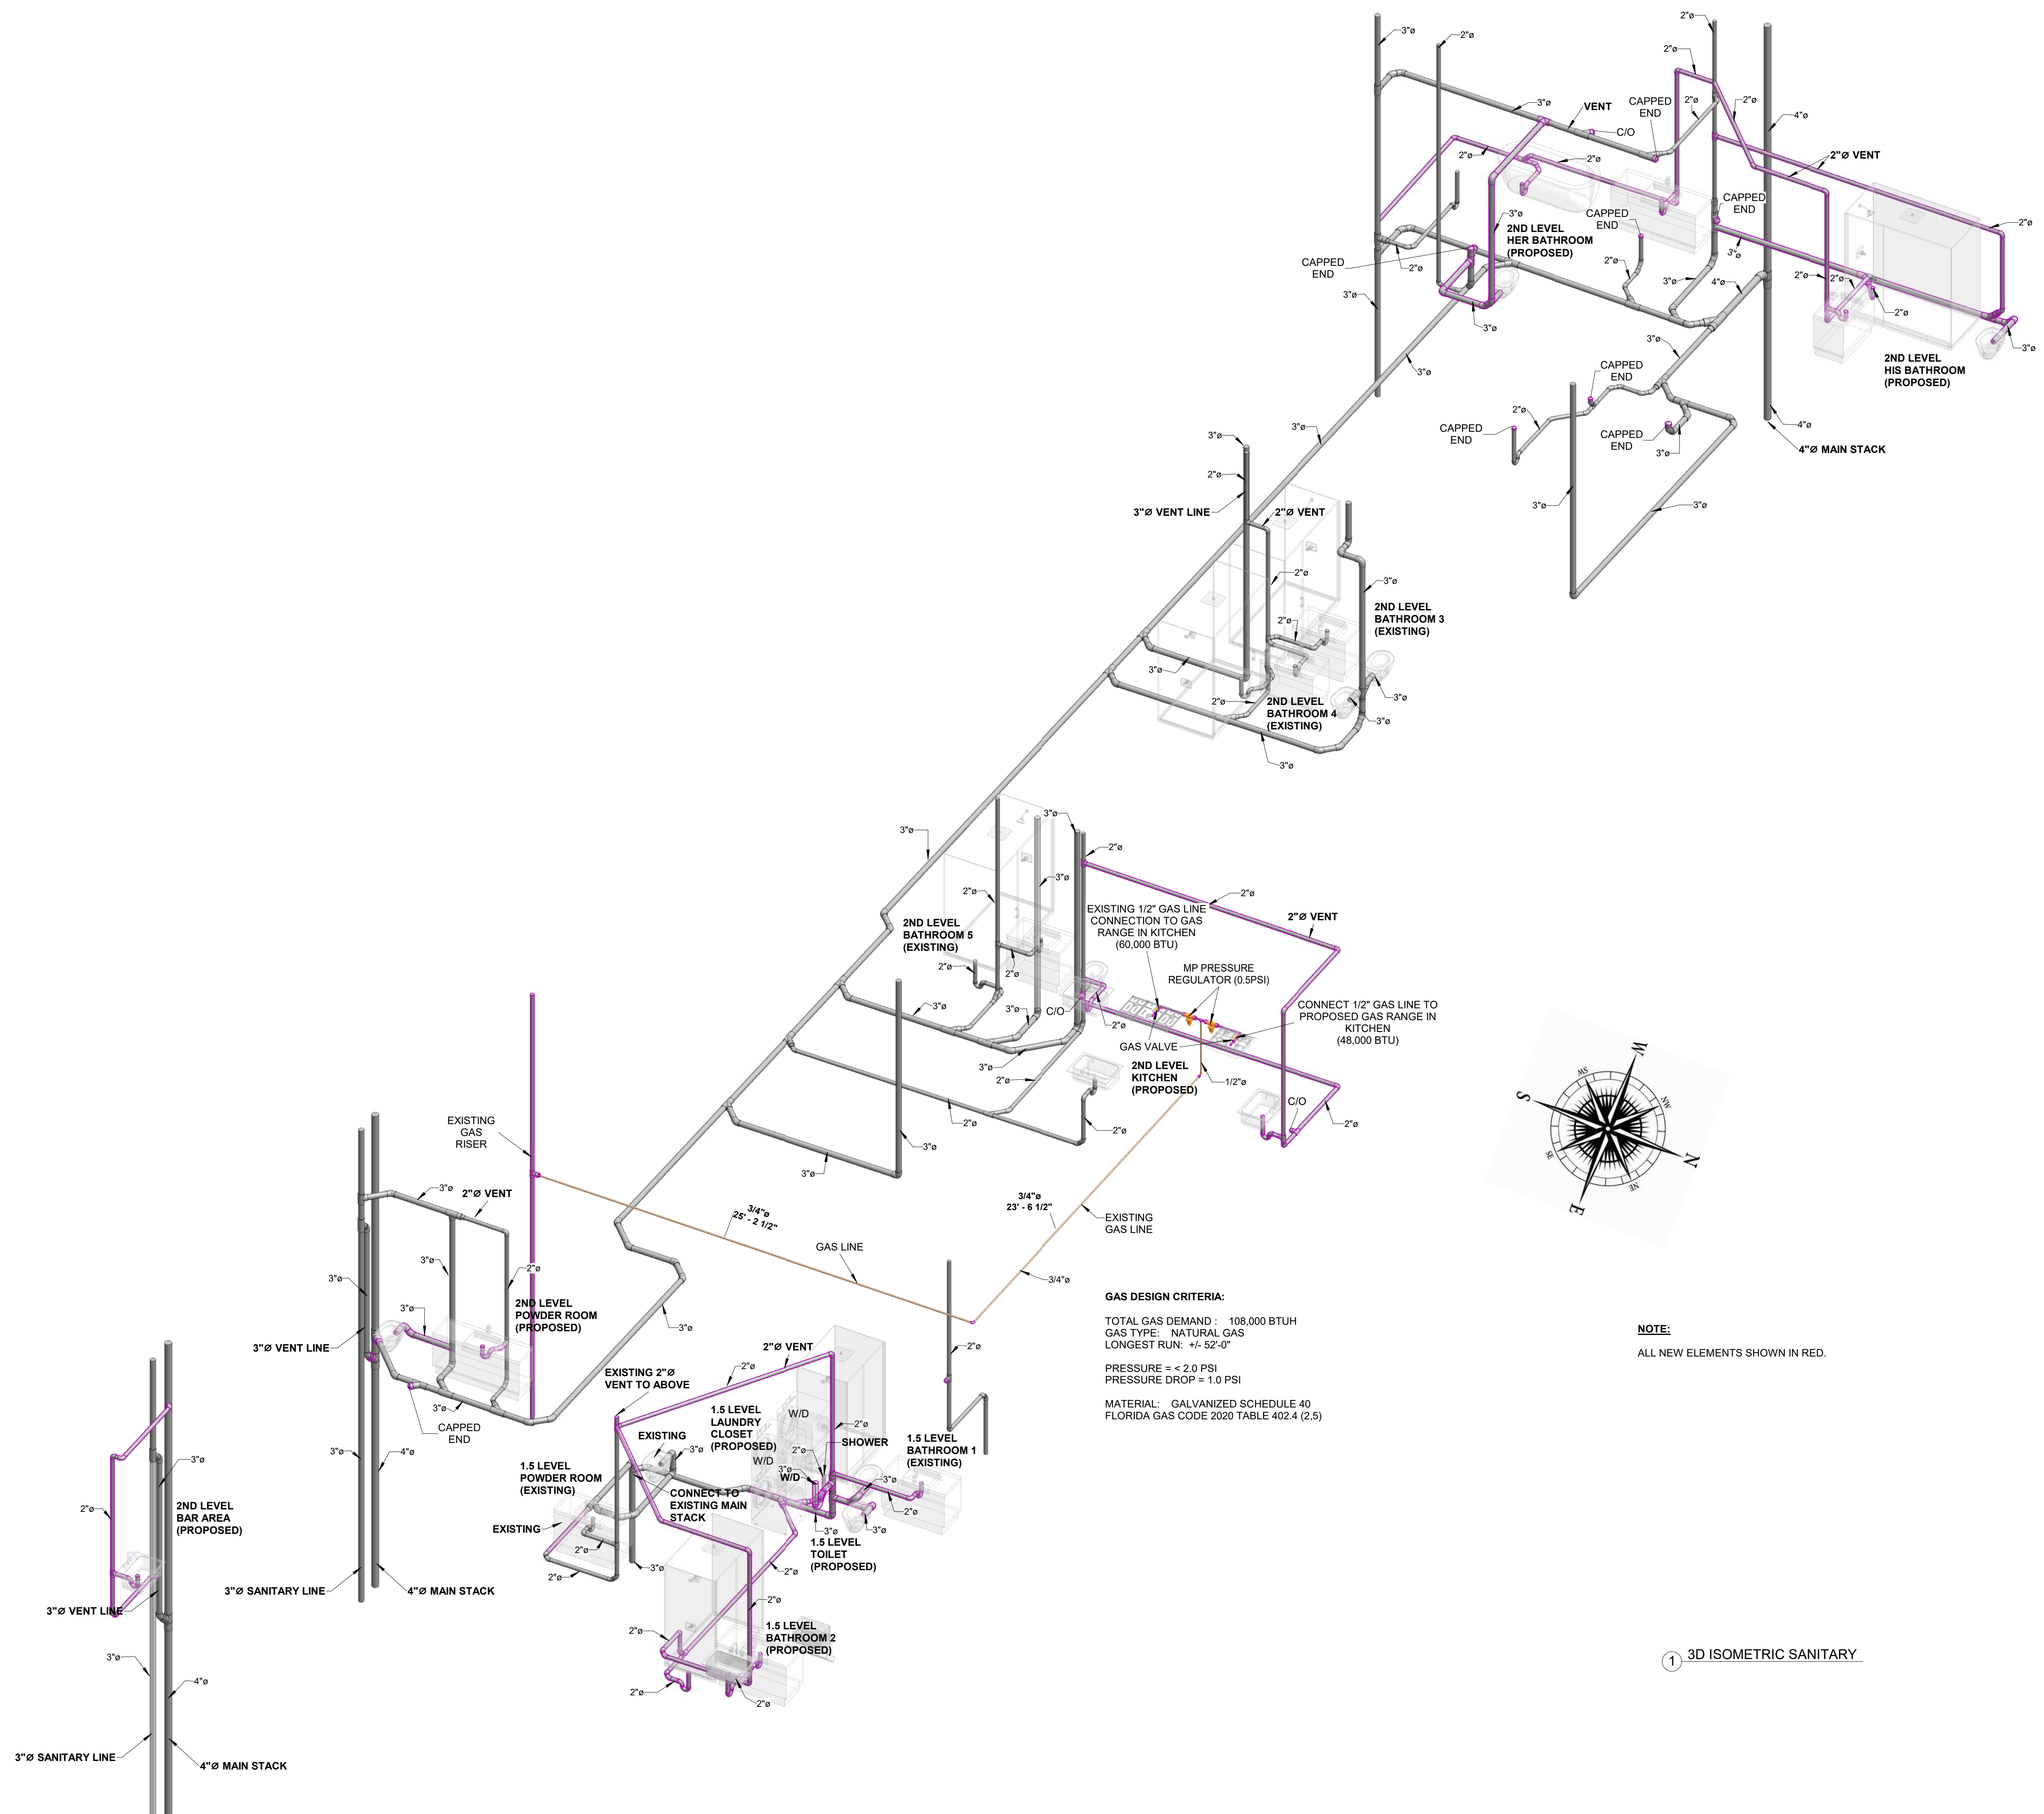 3"ø
2"ø
2"ø
2"ø
3"ø
VENT
CAPPED
END
2"ø
2"ø
4"ø
C/O
2"ø
2"ø
2"Ø VENT
CAPPED
END
CAPPED
END
3"ø
2ND LEVEL
HER BATHROOM
(PROPOSED)
2"ø
3"ø
CAPPED
END
2"ø
2"ø
3"ø
4"ø
2"ø
2"ø
3"ø
2"ø
3"ø
3"ø
3"ø
2ND LEVEL
HIS BATHROOM
(PROPOSED)
3"ø
3"ø
CAPPED
END
2"ø
CAPPED
END
CAPPED
END
3"ø
4"ø
4"Ø MAIN STACK
3"ø
3"ø
3"ø
2"ø
3"Ø VENT LINE
2"Ø VENT
3"ø
3"ø
2"ø
3"ø
2ND LEVEL
BATHROOM 3
(EXISTING)
2"ø
3"ø
2"ø
2ND LEVEL
BATHROOM 4
(EXISTING)
3"ø
3"ø
3"ø
3"ø
3"ø
2"ø
3"ø
2"ø
2"ø
2"Ø VENT
2ND LEVEL
BATHROOM 5
(EXISTING)
EXISTING 1/2" GAS LINE
CONNECTION TO GAS
RANGE IN KITCHEN
(60,000 BTU)
MP PRESSURE
REGULATOR (0.5PSI)
2"ø
2"ø
3"ø
3"ø
C/O
2"ø
2"ø
GAS VALVE
CONNECT 1/2" GAS LINE TO
PROPOSED GAS RANGE IN
KITCHEN
(48,000 BTU)
2ND LEVEL
KITCHEN
(PROPOSED)
1/2"ø
3"ø
2"ø
2"ø
2"ø
C/O
2"ø
3"ø
3"ø
W
NW
N
NE
E
SE
S
SW
EXISTING
GAS
RISER
3/4"ø
25' - 2 1/2"
3/4"ø
23' - 6 1/2"
EXISTING
GAS LINE
GAS LINE
3/4"ø
3"ø
2"Ø VENT
3"ø
2"ø
3"ø
3"ø
2ND LEVEL
POWDER ROOM
(PROPOSED)
3"Ø VENT LINE
3"ø
CAPPED
END
3"ø
3"ø
4"ø
3"Ø SANITARY LINE
4"Ø MAIN STACK
GAS DESIGN CRITERIA:
TOTAL GAS DEMAND : 108,000 BTUH
GAS TYPE: NATURAL GAS
LONGEST RUN: +/- 52'-0"
PRESSURE = < 2.0 PSI
PRESSURE DROP = 1.0 PSI
MATERIAL: GALVANIZED SCHEDULE 40
FLORIDA GAS CODE 2020 TABLE 402.4 (2,5)
NOTE:
ALL NEW ELEMENTS SHOWN IN RED.
2"ø
2"Ø VENT
2"ø
EXISTING 2"Ø
VENT TO ABOVE
1.5 LEVEL
LAUNDRY
CLOSET
(PROPOSED)
W/D
2"ø
EXISTING
SHOWER
1.5 LEVEL
BATHROOM 1
(EXISTING)
3"ø
2"ø
W/D
3"ø
W/D
3"ø
1.5 LEVEL
POWDER ROOM
(EXISTING)
CONNECT TO
EXISTING MAIN
STACK
2"ø
EXISTING
3"ø
3"ø
1.5 LEVEL
TOILET
(PROPOSED)
2"ø
3"ø
2"ø
2"ø
2"ø
1.5 LEVEL
BATHROOM 2
(PROPOSED)
2"ø
2"ø
2"ø
3"ø
2"ø
2ND LEVEL
BAR AREA
(PROPOSED)
3"Ø VENT LINE
3"ø
4"ø
3"Ø SANITARY LINE
4"Ø MAIN STACK
1 3D ISOMETRIC SANITARY